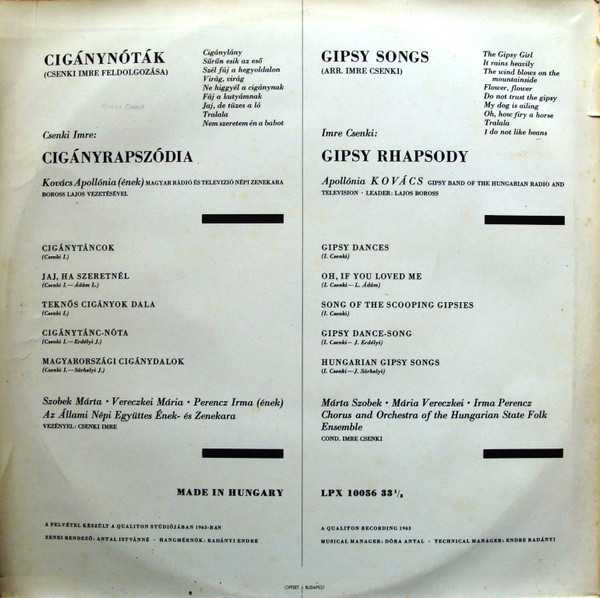 CIGÁNYNÓTÁK
(CSENKI IMRE FELDOLGOZÁSA)
Cigánylány
Sűrűn esik az eső
Szél fúj a hegyoldalon
Virág, virág
Ne higgyél a cigánynak
Fáj a kutyámnak
Jaj, de tüzes a ló
Tralala
Nem szeretem én a babot
Csenki Imre:
CIGÁNYRAPSZÓDIA
Kovács Apollónia (ének) MAGYAR RÁDIÓ ÉS TELEVIZIÓ NÉPI ZENEKARA
BOROSS LAJOS VEZETÉSÉVEL
CIGÁNYTÁNCOK
(Csenki I.)
JAJ, HA SZERETNÉL
(Csenki I.—Ádám L.)
TEKNŐS CIGÁNYOK DALA
(Csenki I.)
CIGÁNYTÁNC-NÓTA
(Csenki I.—Erdélyi J.)
MAGYARORSZÁGI CIGÁNYDALOK
(Csenki I.—Sárhelyi J.)
Szobek Márta · Vereczkei Mária · Perencz Irma (ének)
Az Állami Népi Együttes Ének- és Zenekara
VEZÉNYEL: CSENKI IMRE
MADE IN HUNGARY
A FELVÉTEL KÉSZÜLT A QUALITON STÚDIÓJÁBAN 1963-BAN
ZENEI RENDEZŐ: ANTAL ISTVÁNNÉ · HANGMÉRNÖK: RADÁNYI ENDRE
GIPSY SONGS
(ARR. IMRE CSENKI)
The Gipsy Girl
It rains heavily
The wind blows on the
mountainside
Flower, flower
Do not trust the gipsy
My dog is ailing
Oh, how firy a horse
Tralala
I do not like beans
Imre Csenki:
GIPSY RHAPSODY
Apollónia KOVÁCS GIPSY BAND OF THE HUNGARIAN RADIO AND
TELEVISION · LEADER: LAJOS BOROSS
GIPSY DANCES
(I. Csenki)
OH, IF YOU LOVED ME
(I. Csenki—L. Ádám)
SONG OF THE SCOOPING GIPSIES
(I. Csenki)
GIPSY DANCE-SONG
(I. Csenki—J. Erdélyi)
HUNGARIAN GIPSY SONGS
(I. Csenki—J. Sárhelyi)
Márta Szobek · Mária Vereczkei · Irma Perencz
Chorus and Orchestra of the Hungarian State Folk
Ensemble
COND. IMRE CSENKI
LPX 10056 33 1/3
A QUALITON RECORDING 1963
MUSICAL MANAGER: DÓRA ANTAL · TECHNICAL MANAGER: ENDRE RADÁNYI
OFFSET BUDAPEST